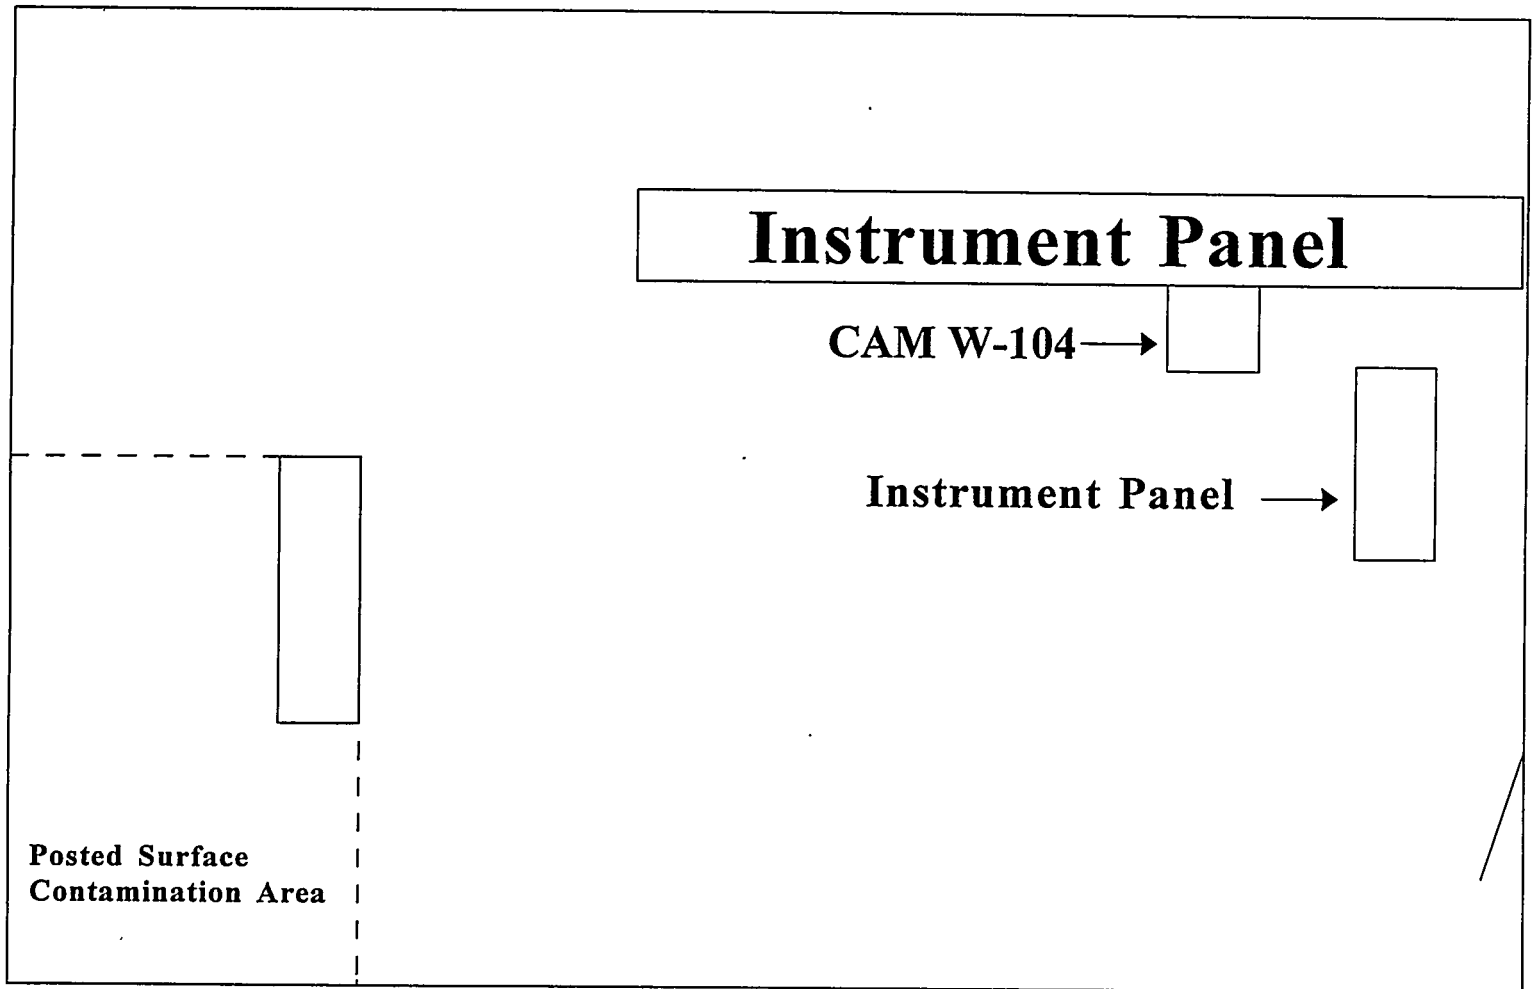 Instrument Panel
CAM W-104
Instrument Panel
Posted Surface
Contamination Area